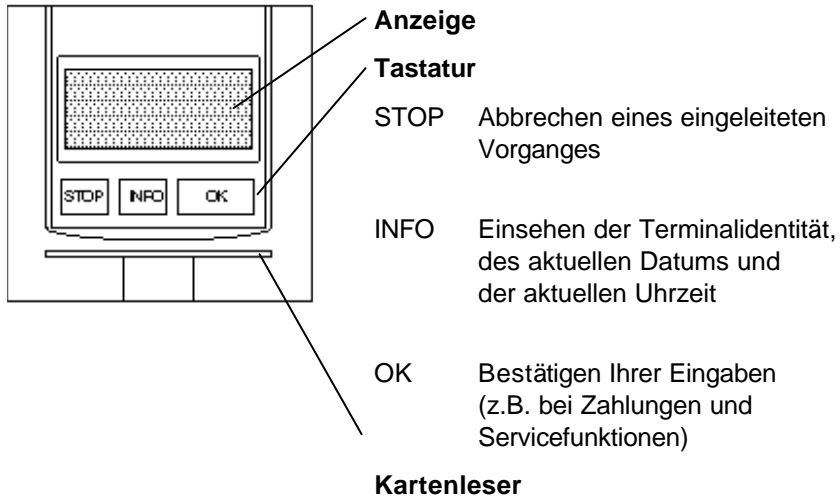 Anzeige
Tastatur
STOP Abbrechen eines eingeleiteten
Vorganges
STOP INFO OK
INFO Einsehen der Terminalidentität,
des aktuellen Datums und
der aktuellen Uhrzeit
OK Bestätigen Ihrer Eingaben
(z.B. bei Zahlungen und
Servicefunktionen)
Kartenleser